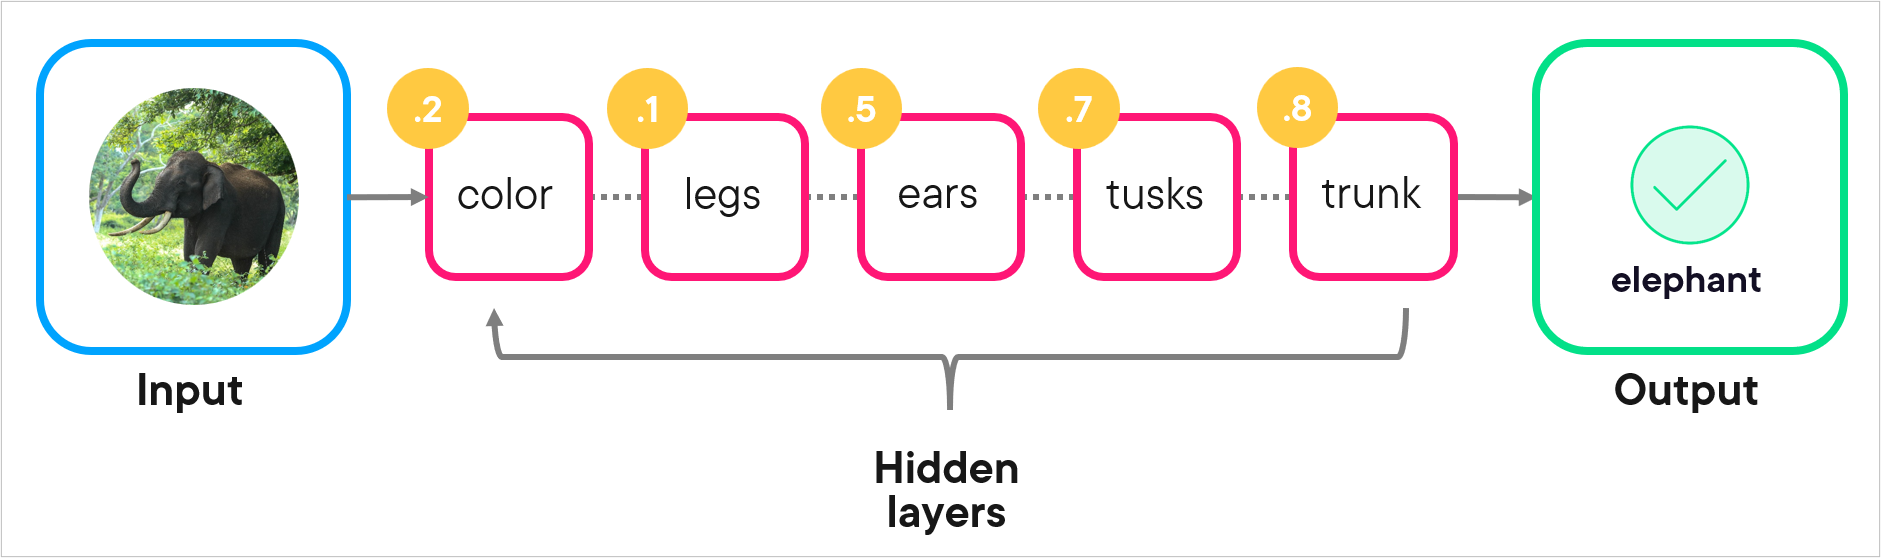 .2
color
.1
legs
.5
ears
.7
tusks
.8
trunk
elephant
Input
Output
Hidden
layers